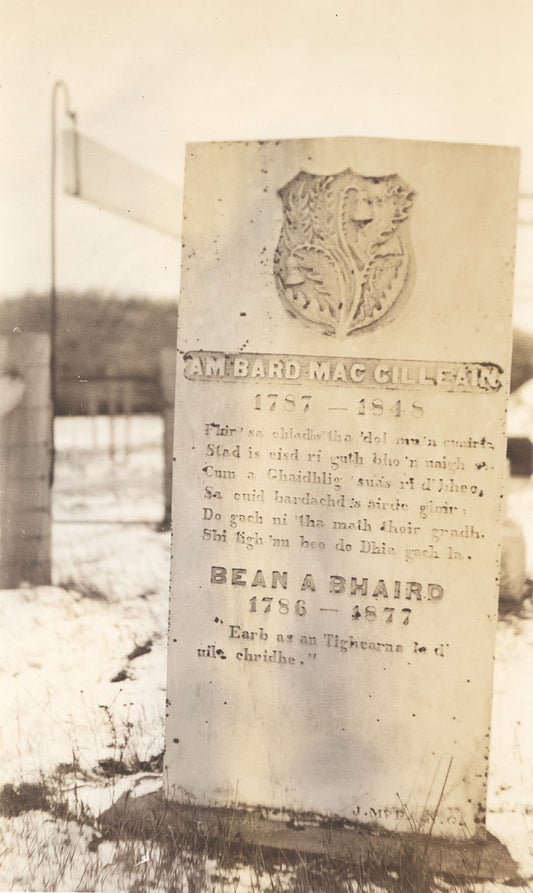 AM BARD MAC GILLEAIN
1787 — 1848
Fhir' sa chladh's 'tha 'dol mu'n cuairt,
Stad is eisd ri guth bho'n uaigh
Cum a Ghaidhlig 'suas ri d'bheo,
Sa cuid bardachd is airde gloir;
Do gach ni 'tha math thoir gradh.
Sbi tigh'nn beo do Dhia gach la.
BEAN A BHAIRD
1786 — 1877
"Earb as an Tighearna le d'
uile chridhe."